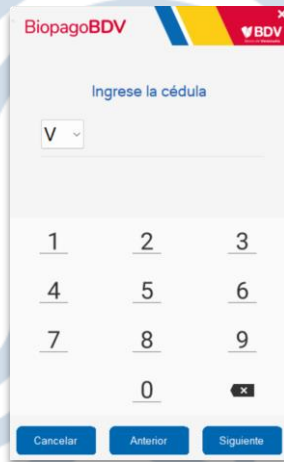 BiopagoBDV
BDV
Ingrese la cédula
V
1 2 3
4 5 6
7 8 9
0
Cancelar Anterior Siguiente